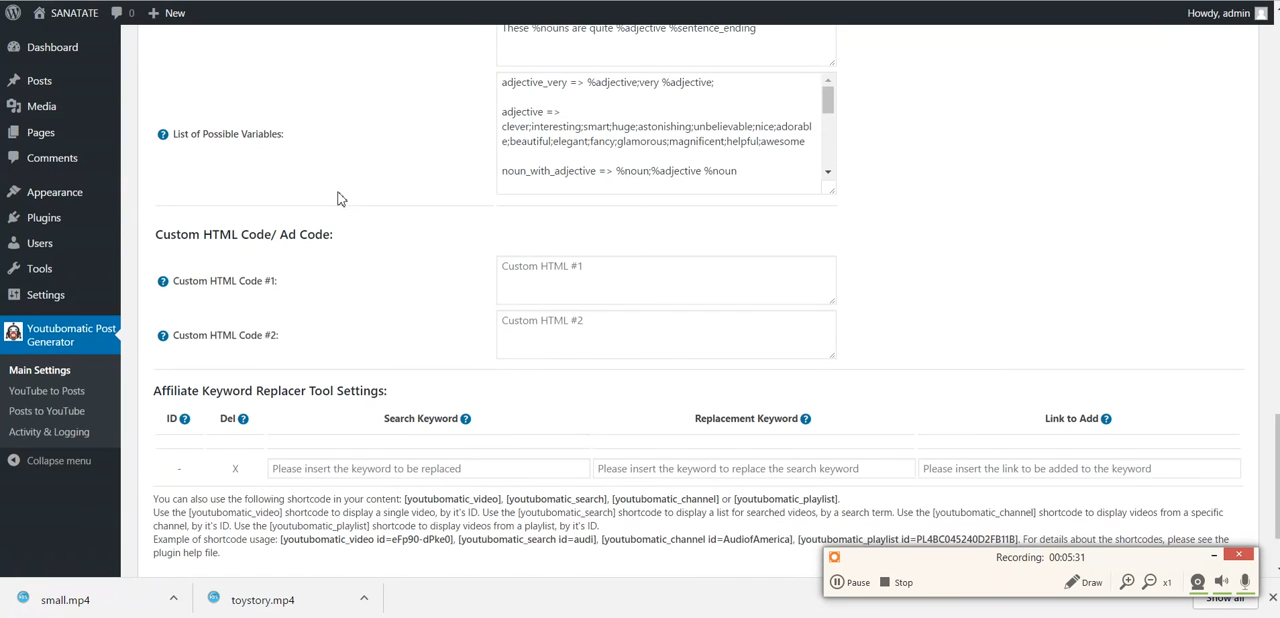 SANATATE
0
New
Howdy, admin
Dashboard
Posts
Media
Pages
Comments
Appearance
Plugins
Users
Tools
Settings
Youtubomatic Post
Generator
Main Settings
YouTube to Posts
Posts to YouTube
Activity & Logging
Collapse menu
These %nouns are quite %adjective %sentence_ending
List of Possible Variables:
adjective_very => %adjective;very %adjective;
adjective =>
clever;interesting;smart;huge;astonishing;unbelievable;nice;adorabl
e;beautiful;elegant;fancy;glamorous;magnificent;helpful;awesome
noun_with_adjective => %noun;%adjective %noun
Custom HTML Code/ Ad Code:
Custom HTML Code #1:
Custom HTML #1
Custom HTML Code #2:
Custom HTML #2
Affiliate Keyword Replacer Tool Settings:
ID Del Search Keyword Replacement Keyword Link to Add
- X Please insert the keyword to be replaced Please insert the keyword to replace the search keyword Please insert the link to be added to the keyword
You can also use the following shortcode in your content: [youtubomatic_video], [youtubomatic_search], [youtubomatic_channel] or [youtubomatic_playlist].
Use the [youtubomatic_video] shortcode to display a single video, by it's ID. Use the [youtubomatic_search] shortcode to display a list for searched videos, by a search term. Use the [youtubomatic_channel] shortcode to display videos from a specific
channel, by it's ID. Use the [youtubomatic_playlist] shortcode to display videos from a playlist, by it's ID.
Example of shortcode usage: [youtubomatic_video id=eFp90-dPke0], [youtubomatic_search id=audi], [youtubomatic_channel id=AudiofAmerica], [youtubomatic_playlist id=PL4BC045240D2FB11B]. For details about the shortcodes, please see the
plugin help file.
Recording: 00:05:31
Pause Stop Draw x1
small.mp4
toystory.mp4
Show all